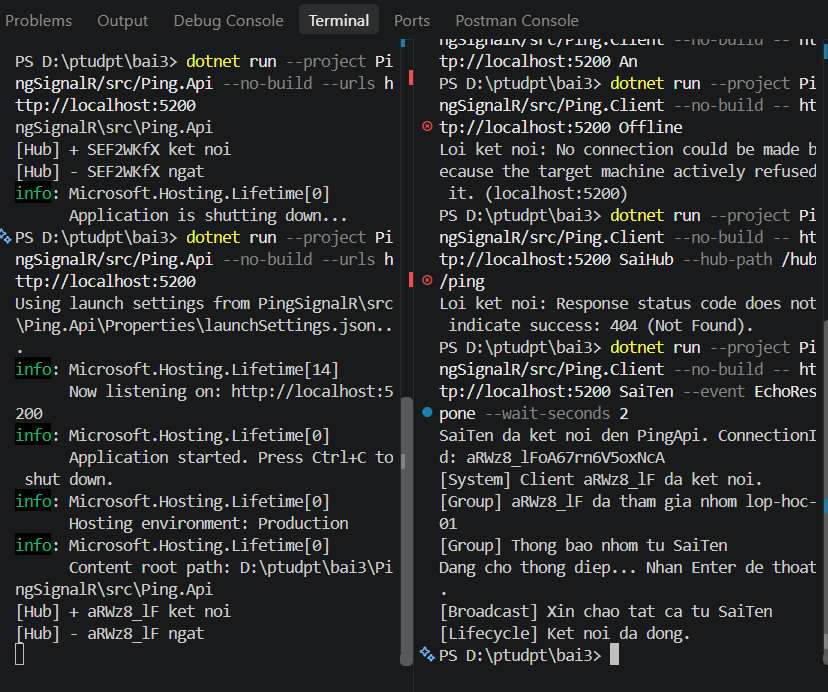 Problems Output Debug Console Terminal Ports Postman Console
PS D:\ptudpt\bai3> dotnet run --project Pi
ngSignalR/src/Ping.Api --no-build --urls h
ttp://localhost:5200
ngSignalR\src\Ping.Api
[Hub] + SEF2WKfX ket noi
[Hub] - SEF2WKfX ngat
info: Microsoft.Hosting.Lifetime[0]
Application is shutting down...
PS D:\ptudpt\bai3> dotnet run --project Pi
ngSignalR/src/Ping.Api --no-build --urls h
ttp://localhost:5200
Using launch settings from PingSignalR\src
\Ping.Api\Properties\launchSettings.json..
.
info: Microsoft.Hosting.Lifetime[14]
Now listening on: http://localhost:5
200
info: Microsoft.Hosting.Lifetime[0]
Application started. Press Ctrl+C to
shut down.
info: Microsoft.Hosting.Lifetime[0]
Hosting environment: Production
info: Microsoft.Hosting.Lifetime[0]
Content root path: D:\ptudpt\bai3\Pi
ngSignalR\src\Ping.Api
[Hub] + aRWz8_lF ket noi
[Hub] - aRWz8_lF ngat
ngSignalR/src/Ping.Client --no-build -- ht
tp://localhost:5200 An
PS D:\ptudpt\bai3> dotnet run --project Pi
ngSignalR/src/Ping.Client --no-build -- ht
tp://localhost:5200 Offline
Loi ket noi: No connection could be made b
ecause the target machine actively refused
it. (localhost:5200)
PS D:\ptudpt\bai3> dotnet run --project Pi
ngSignalR/src/Ping.Client --no-build -- ht
tp://localhost:5200 SaiHub --hub-path /hub
/ping
Loi ket noi: Response status code does not
indicate success: 404 (Not Found).
PS D:\ptudpt\bai3> dotnet run --project Pi
ngSignalR/src/Ping.Client --no-build -- ht
tp://localhost:5200 SaiTen --event EchoRes
pone --wait-seconds 2
SaiTen da ket noi den PingApi. ConnectionI
d: aRWz8_lFoA67rn6V5oxNcA
[System] Client aRWz8_lF da ket noi.
[Group] aRWz8_lF da tham gia nhom lop-hoc-
01
[Group] Thong bao nhom tu SaiTen
Dang cho thong diep... Nhan Enter de thoat
.
[Broadcast] Xin chao tat ca tu SaiTen
[Lifecycle] Ket noi da dong.
PS D:\ptudpt\bai3>